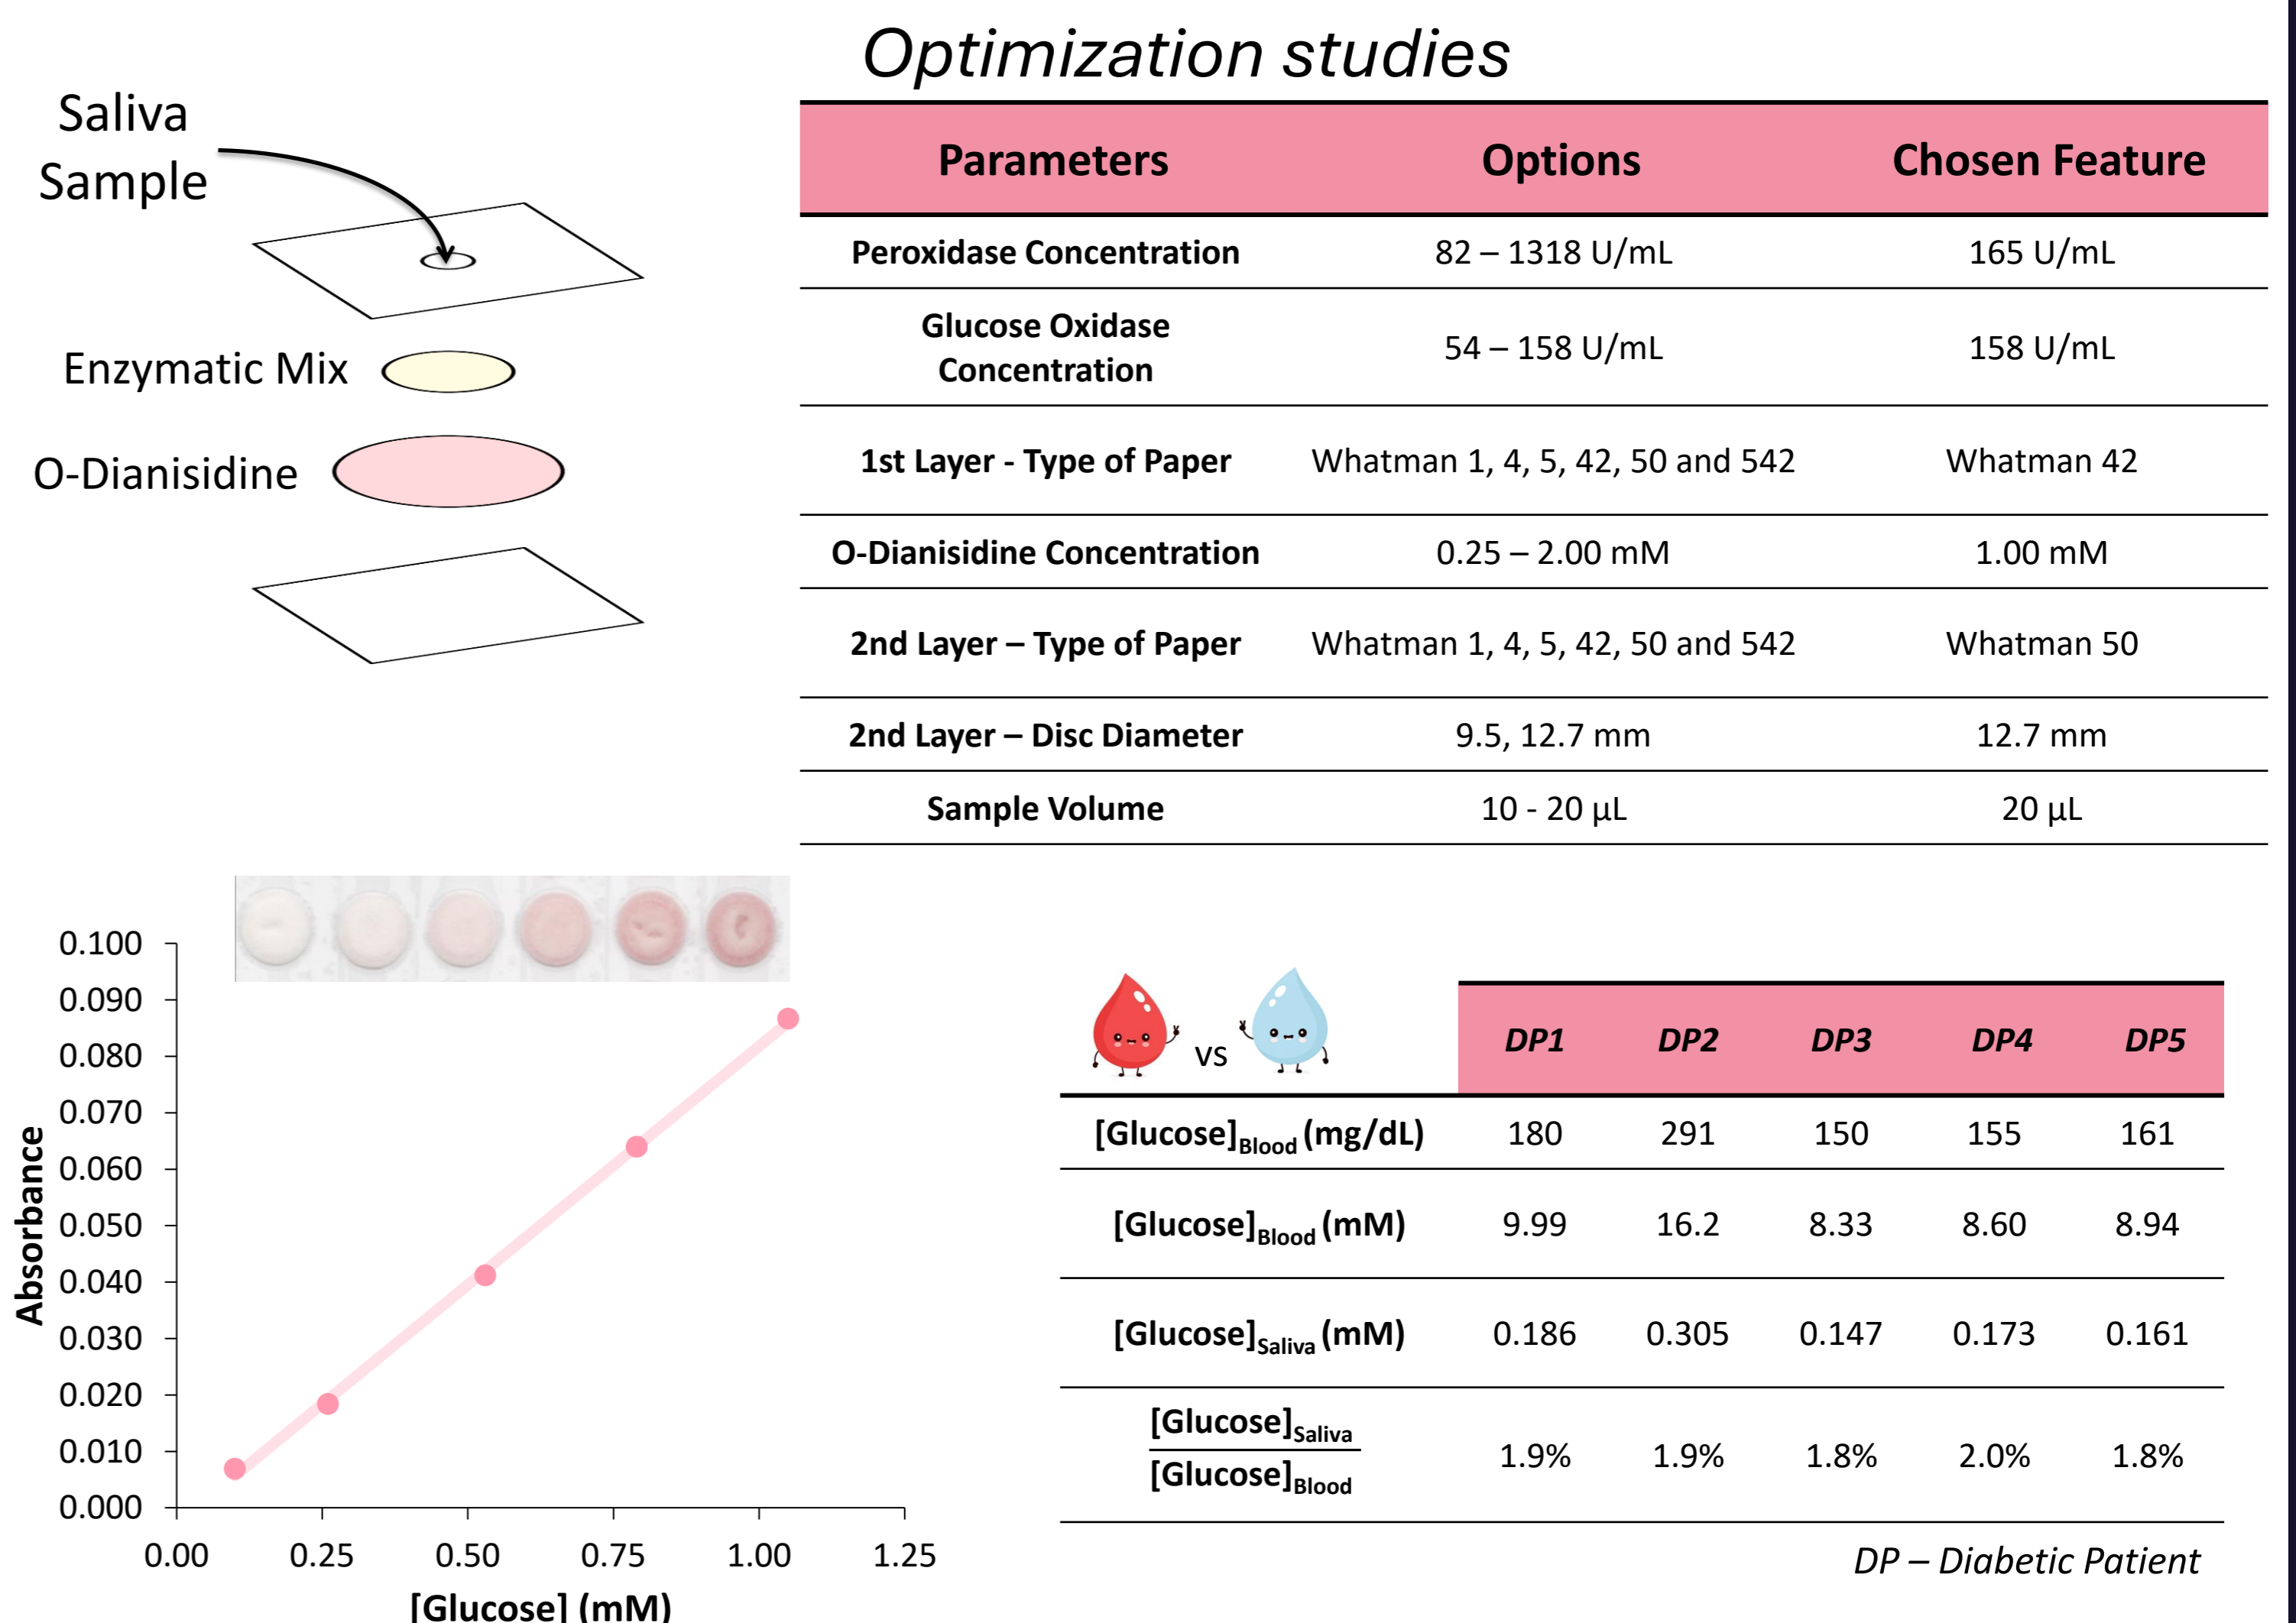 Optimization studies
Saliva
Sample
Enzymatic Mix
O-Dianisidine
Parameters Options Chosen Feature
Peroxidase Concentration 82 – 1318 U/mL 165 U/mL
Glucose Oxidase
Concentration 54 – 158 U/mL 158 U/mL
1st Layer - Type of Paper Whatman 1, 4, 5, 42, 50 and 542 Whatman 42
O-Dianisidine Concentration 0.25 – 2.00 mM 1.00 mM
2nd Layer – Type of Paper Whatman 1, 4, 5, 42, 50 and 542 Whatman 50
2nd Layer – Disc Diameter 9.5, 12.7 mm 12.7 mm
Sample Volume 10 - 20 µL 20 µL
Absorbance
0.100
0.090
0.080
0.070
0.060
0.050
0.040
0.030
0.020
0.010
0.000
0.00 0.25 0.50 0.75 1.00 1.25
[Glucose] (mM)
vs DP1 DP2 DP3 DP4 DP5
[Glucose]Blood (mg/dL) 180 291 150 155 161
[Glucose]Blood (mM) 9.99 16.2 8.33 8.60 8.94
[Glucose]Saliva (mM) 0.186 0.305 0.147 0.173 0.161
[Glucose]Saliva
[Glucose]Blood 1.9% 1.9% 1.8% 2.0% 1.8%
DP – Diabetic Patient